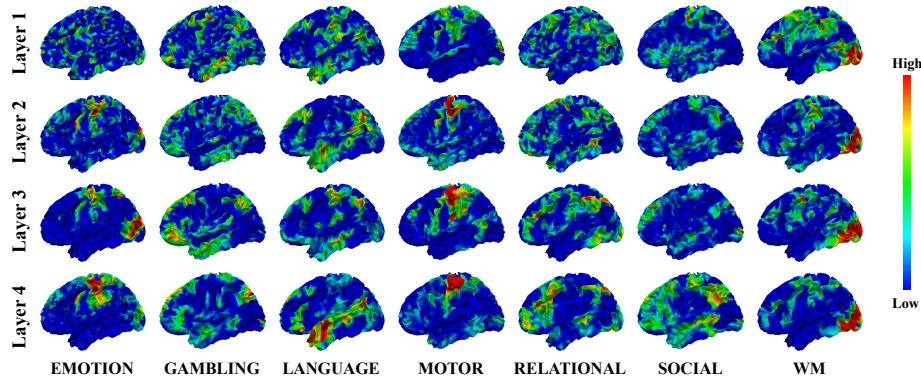 Layer 1
High
Layer 2
Layer 3
Layer 4
Low
EMOTION GAMBLING LANGUAGE MOTOR RELATIONAL SOCIAL WM